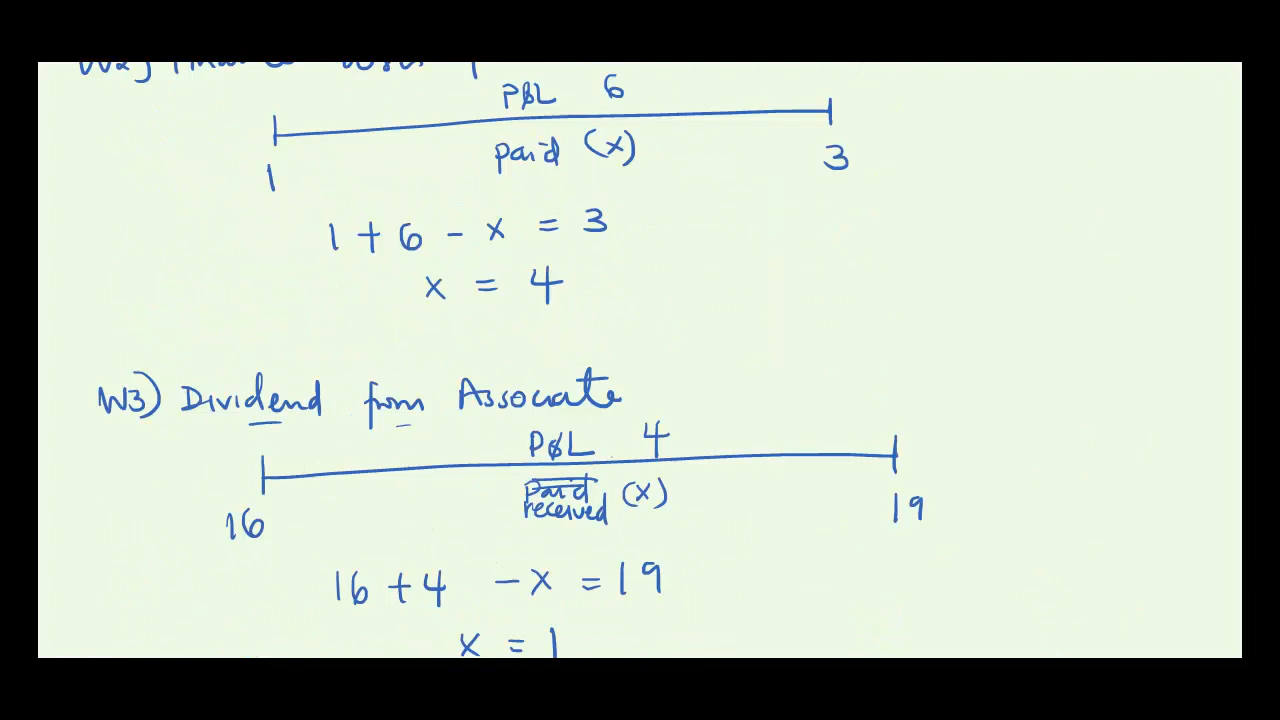 P&L 6
paid (x)
1
3
1 + 6 - x = 3
x = 4
W3) Dividend from Associate
P&L 4
paid
received (x)
16
19
16 + 4 - x = 19
x = 1